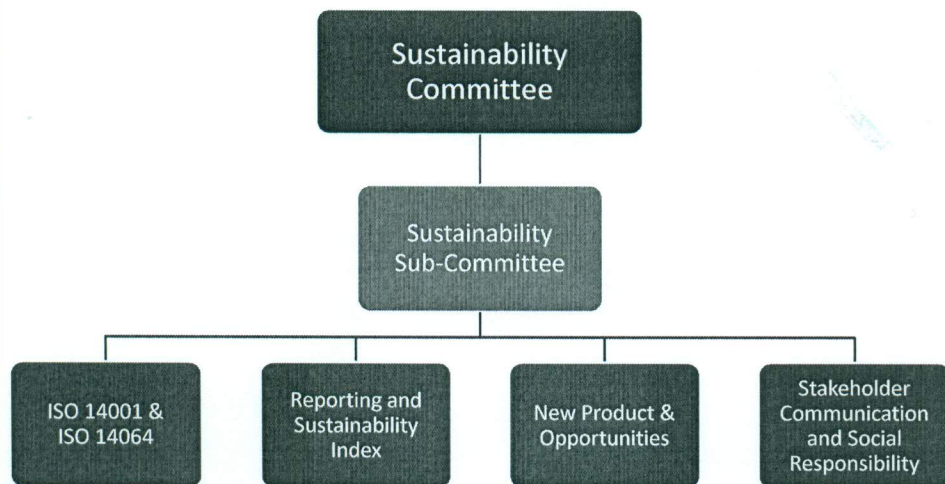 Sustainability
Committee
Sustainability
Sub-Committee
ISO 14001 &
ISO 14064
Reporting and
Sustainability
Index
New Product &
Opportunities
Stakeholder
Communication
and Social
Responsibility